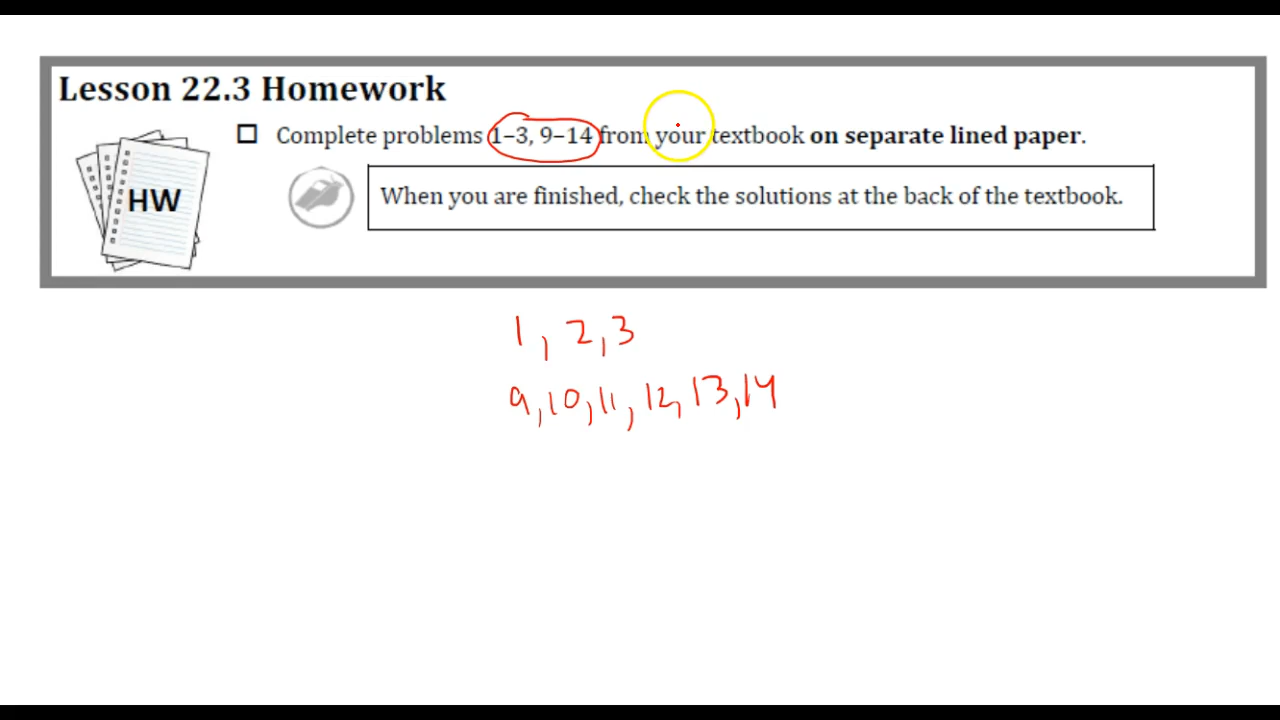 Lesson 22.3 Homework
Complete problems 1–3, 9–14 from your textbook on separate lined paper.
HW
When you are finished, check the solutions at the back of the textbook.
1, 2, 3
9, 10, 11, 12, 13, 14